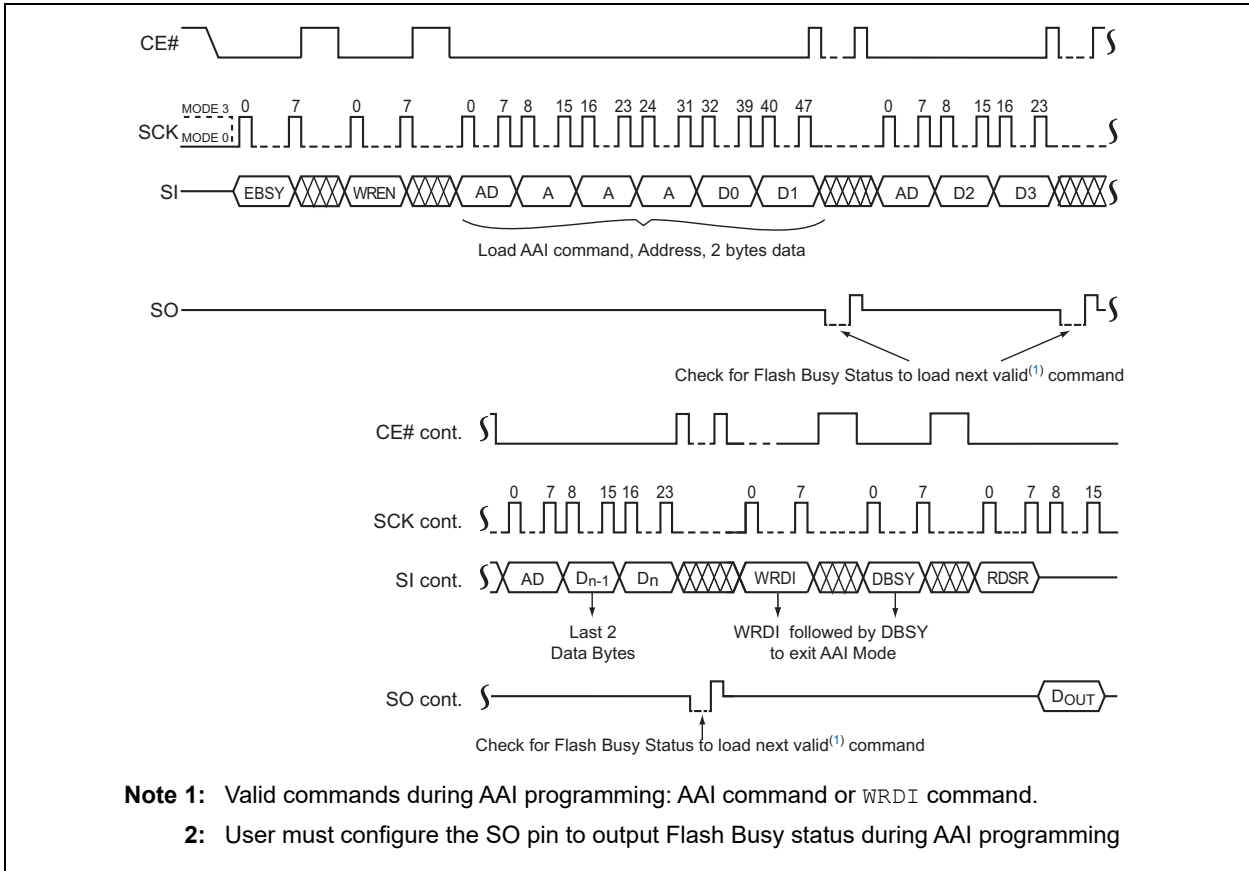 CE#
MODE 3 0 7 0 7 0 7 8 15 16 23 24 31 32 39 40 47 0 7 8 15 16 23
SCK MODE 0
SI EBSY WREN AD A A A D0 D1 AD D2 D3
Load AAI command, Address, 2 bytes data
SO
Check for Flash Busy Status to load next valid(1) command
CE# cont.
0 7 8 15 16 23 0 7 0 7 0 7 8 15
SCK cont.
SI cont. AD Dn-1 Dn WRDI DBSY RDSR
Last 2 WRDI followed by DBSY
Data Bytes to exit AAI Mode
SO cont. DOUT
Check for Flash Busy Status to load next valid(1) command
Note 1: Valid commands during AAI programming: AAI command or WRDI command.
2: User must configure the SO pin to output Flash Busy status during AAI programming